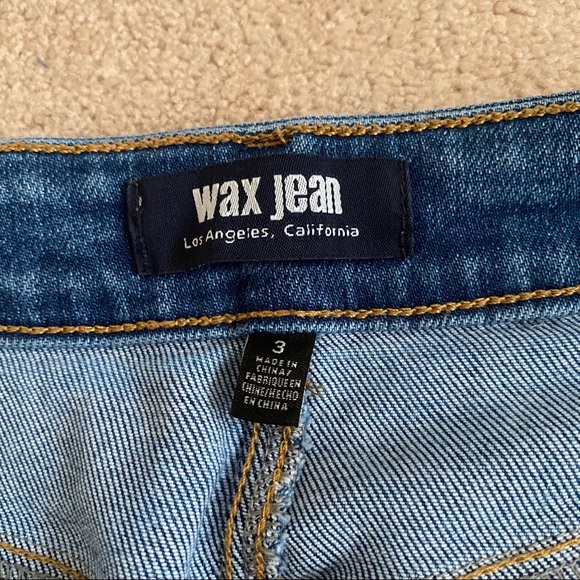 wax jean
Los Angeles, California
3
MADE IN
CHINA/
FABRIQUE EN
CHINE/HECHO
EN CHINA